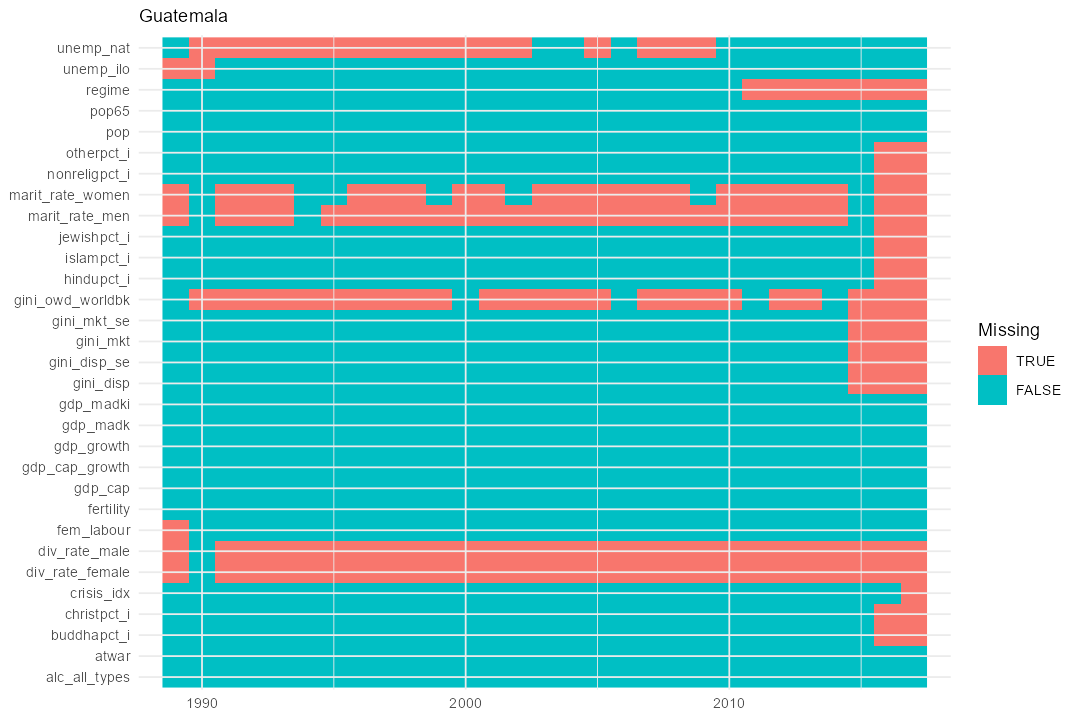 Guatemala
unemp_nat
unemp_ilo
regime
pop65
pop
otherpct_i
nonreligpct_i
marit_rate_women
marit_rate_men
jewishpct_i
islampct_i
hindupct_i
gini_owd_worldbk
gini_mkt_se
gini_mkt
gini_disp_se
gini_disp
gdp_madki
gdp_madk
gdp_growth
gdp_cap_growth
gdp_cap
fertility
fem_labour
div_rate_male
div_rate_female
crisis_idx
christpct_i
buddhapct_i
atwar
alc_all_types
1990 2000 2010
Missing
TRUE
FALSE